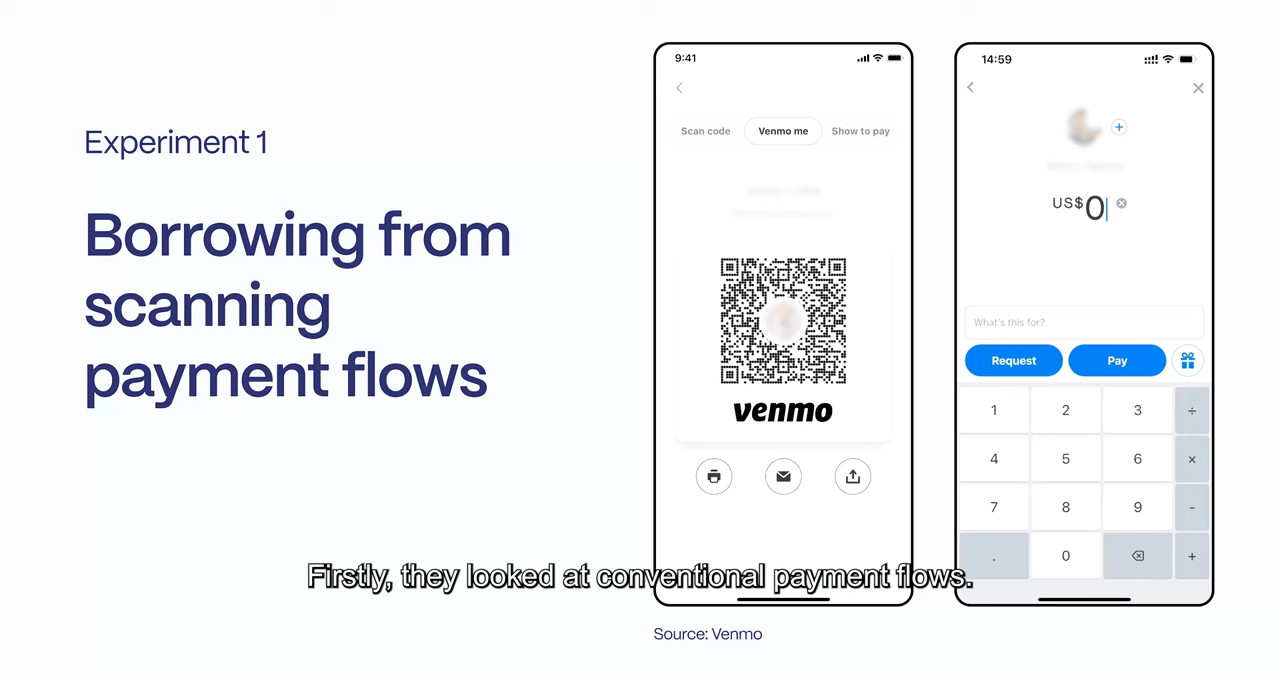 Experiment 1
Borrowing from
scanning
payment flows
9:41
Scan code
Venmo me
Show to pay
venmo
14:59
US$0
What's this for?
Request
Pay
1
2
3
÷
4
5
6
×
7
8
9
-
.
0
+
Firstly, they looked at conventional payment flows.
Source: Venmo